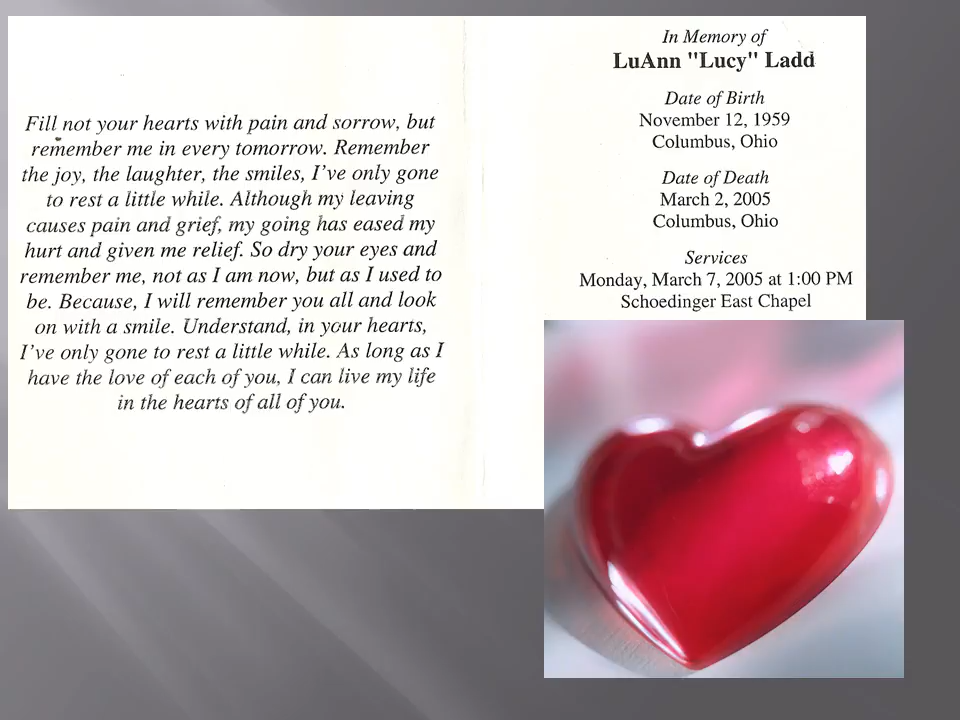 Fill not your hearts with pain and sorrow, but
remember me in every tomorrow. Remember
the joy, the laughter, the smiles, I've only gone
to rest a little while. Although my leaving
causes pain and grief, my going has eased my
hurt and given me relief. So dry your eyes and
remember me, not as I am now, but as I used to
be. Because, I will remember you all and look
on with a smile. Understand, in your hearts,
I've only gone to rest a little while. As long as I
have the love of each of you, I can live my life
in the hearts of all of you.
In Memory of
LuAnn "Lucy" Ladd
Date of Birth
November 12, 1959
Columbus, Ohio
Date of Death
March 2, 2005
Columbus, Ohio
Services
Monday, March 7, 2005 at 1:00 PM
Schoedinger East Chapel